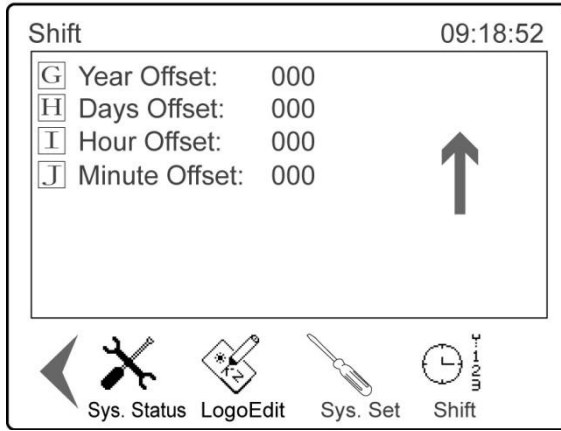 Shift 09:18:52
G Year Offset: 000
H Days Offset: 000
I Hour Offset: 000
J Minute Offset: 000
Sys. Status LogoEdit Sys. Set Shift